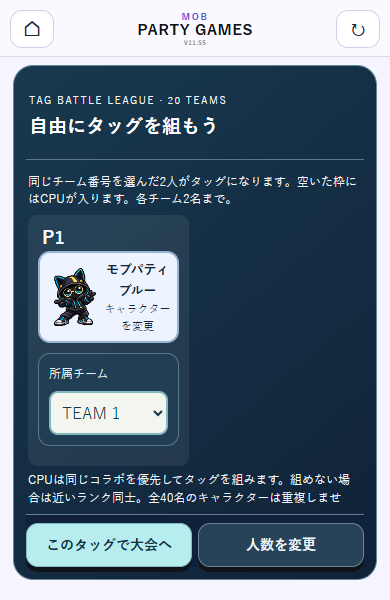 MOB
PARTY GAMES
V11.55
TAG BATTLE LEAGUE · 20 TEAMS
自由にタッグを組もう
同じチーム番号を選んだ2人がタッグになります。空いた枠に
はCPUが入ります。各チーム2名まで。
P1
モブパティ
ブルー
キャラクター
を変更
所属チーム
TEAM 1
CPUは同じコラボを優先してタッグを組みます。組めない場
合は近いランク同士。全40名のキャラクターは重複しませ
このタッグで大会へ
人数を変更